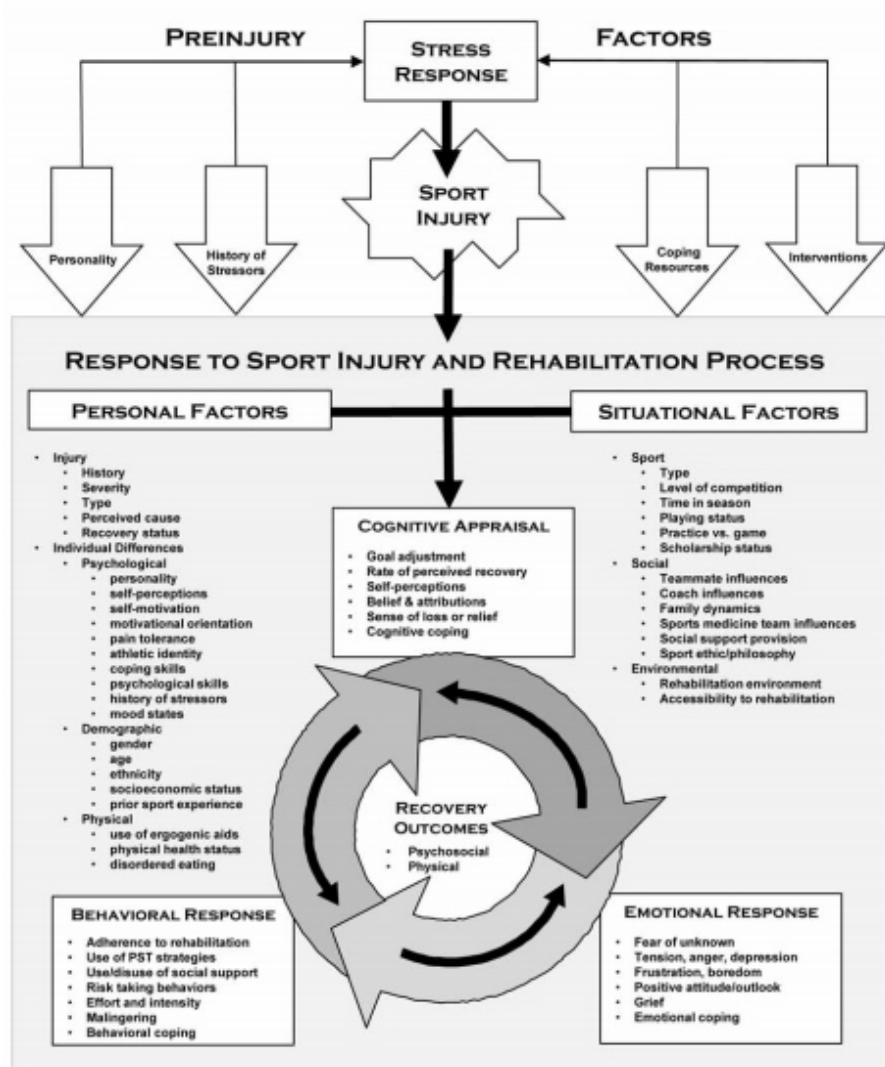 PREINJURY
STRESS
RESPONSE
FACTORS
SPORT
INJURY
Personality
History of
Stressors
Coping
Resources
Interventions
RESPONSE TO SPORT INJURY AND REHABILITATION PROCESS
PERSONAL FACTORS
• Injury
• History
• Severity
• Type
• Perceived cause
• Recovery status
• Individual Differences
• Psychological
• personality
• self-perceptions
• self-motivation
• motivational orientation
• pain tolerance
• athletic identity
• coping skills
• psychological skills
• history of stressors
• mood states
• Demographic
• gender
• age
• ethnicity
• socioeconomic status
• prior sport experience
• Physical
• use of ergogenic aids
• physical health status
• disordered eating
SITUATIONAL FACTORS
• Sport
• Type
• Level of competition
• Time in season
• Playing status
• Practice vs. game
• Scholarship status
• Social
• Teammate influences
• Coach influences
• Family dynamics
• Sports medicine team influences
• Social support provision
• Sport ethic/philosophy
• Environmental
• Rehabilitation environment
• Accessibility to rehabilitation
COGNITIVE APPRAISAL
• Goal adjustment
• Rate of perceived recovery
• Self-perceptions
• Belief & attributions
• Sense of loss or relief
• Cognitive coping
RECOVERY
OUTCOMES
• Psychosocial
• Physical
BEHAVIORAL RESPONSE
• Adherence to rehabilitation
• Use of PST strategies
• Use/disuse of social support
• Risk taking behaviors
• Effort and intensity
• Malingering
• Behavioral coping
EMOTIONAL RESPONSE
• Fear of unknown
• Tension, anger, depression
• Frustration, boredom
• Positive attitude/outlook
• Grief
• Emotional coping